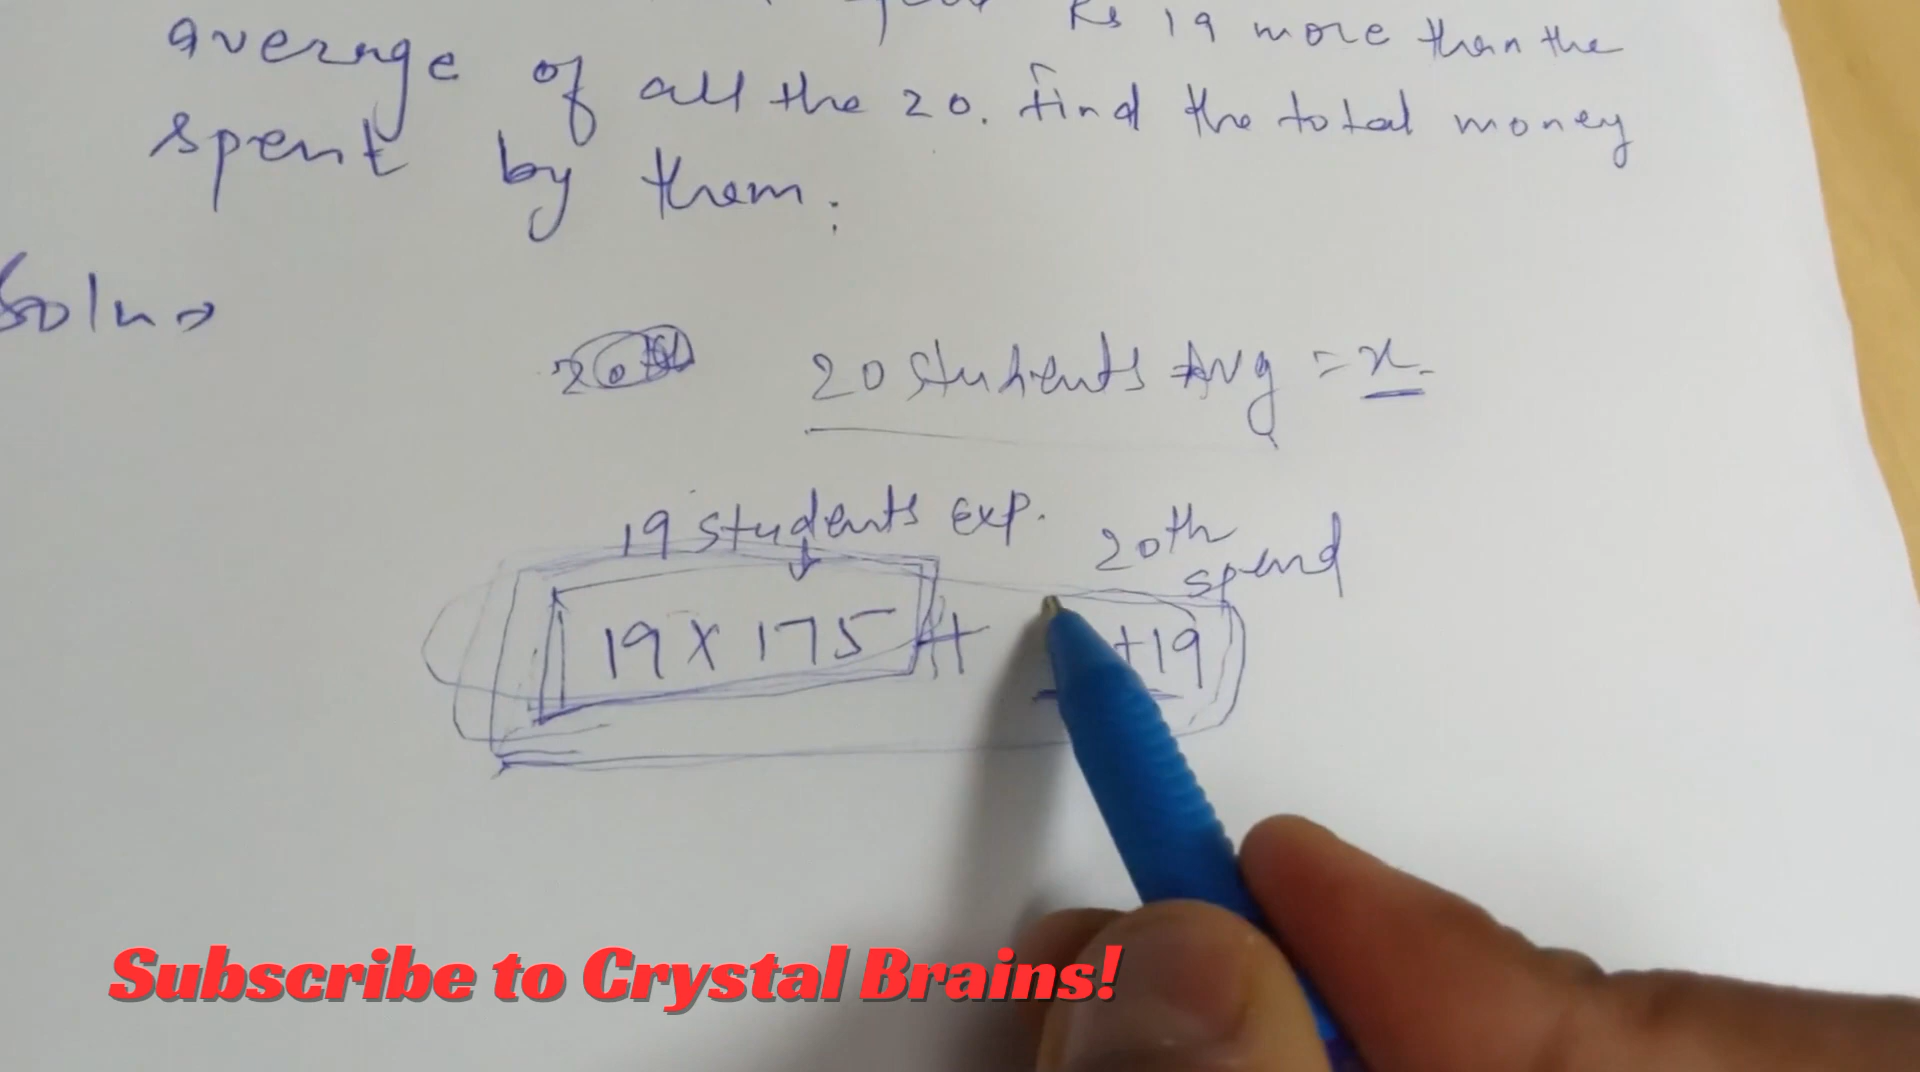 Rs 19 more than the
average of all the 20. Find the total money
spent by them.
Soln →
20
20 students Avg = x
19 students Exp.
20th
spend
19 x 175 + +19
Subscribe to Crystal Brains!